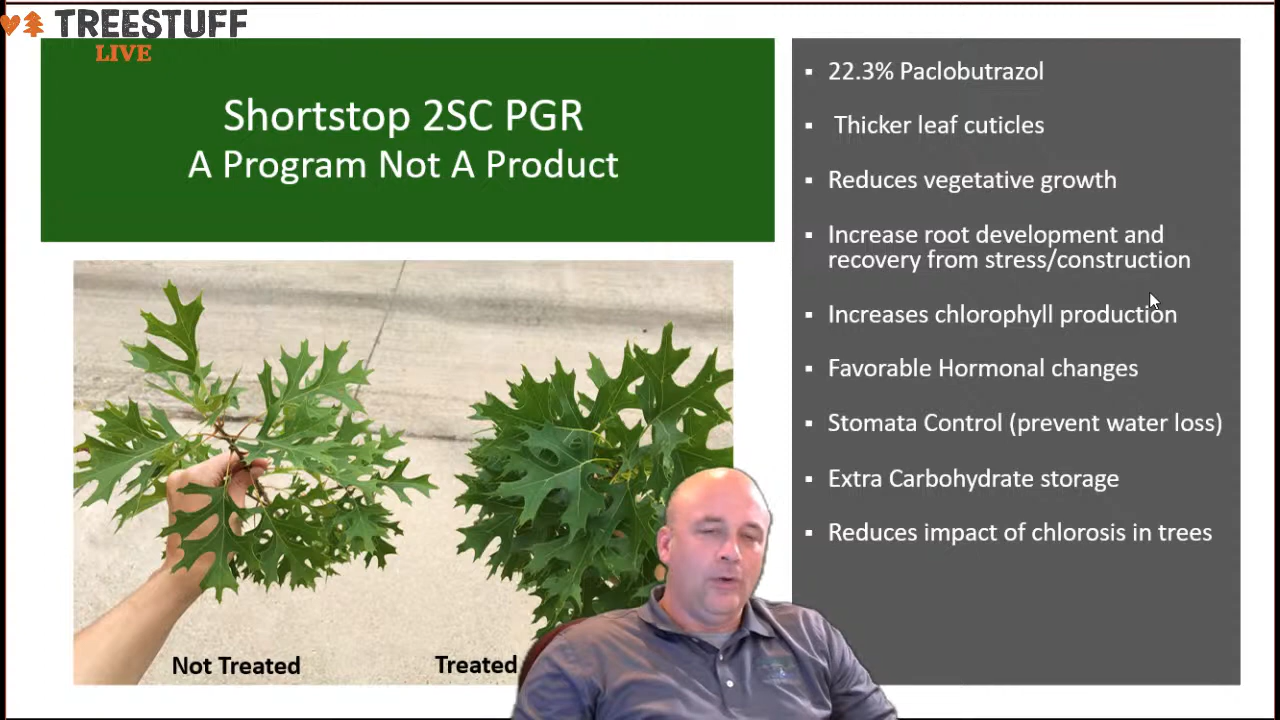 TREESTUFF
LIVE
Shortstop 2SC PGR
A Program Not A Product
22.3% Paclobutrazol
Thicker leaf cuticles
Reduces vegetative growth
Increase root development and
recovery from stress/construction
Increases chlorophyll production
Favorable Hormonal changes
Stomata Control (prevent water loss)
Extra Carbohydrate storage
Reduces impact of chlorosis in trees
Not Treated
Treated